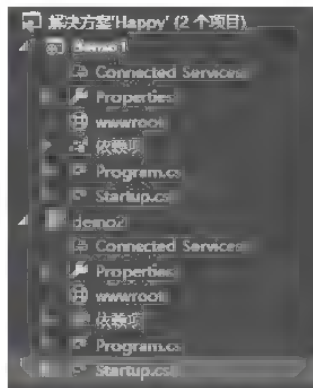 解决方案'Happy' (2 个项目)
demo1
Connected Services
Properties
wwwroot
依赖项
Program.cs
Startup.cs
demo2
Connected Services
Properties
wwwroot
依赖项
Program.cs
Startup.cs